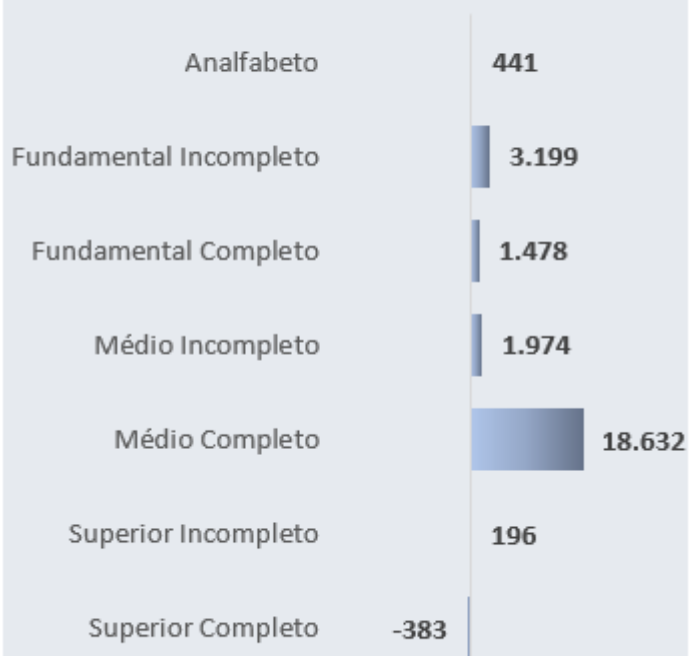 Analfabeto 441
Fundamental Incompleto 3.199
Fundamental Completo 1.478
Médio Incompleto 1.974
Médio Completo 18.632
Superior Incompleto 196
Superior Completo -383